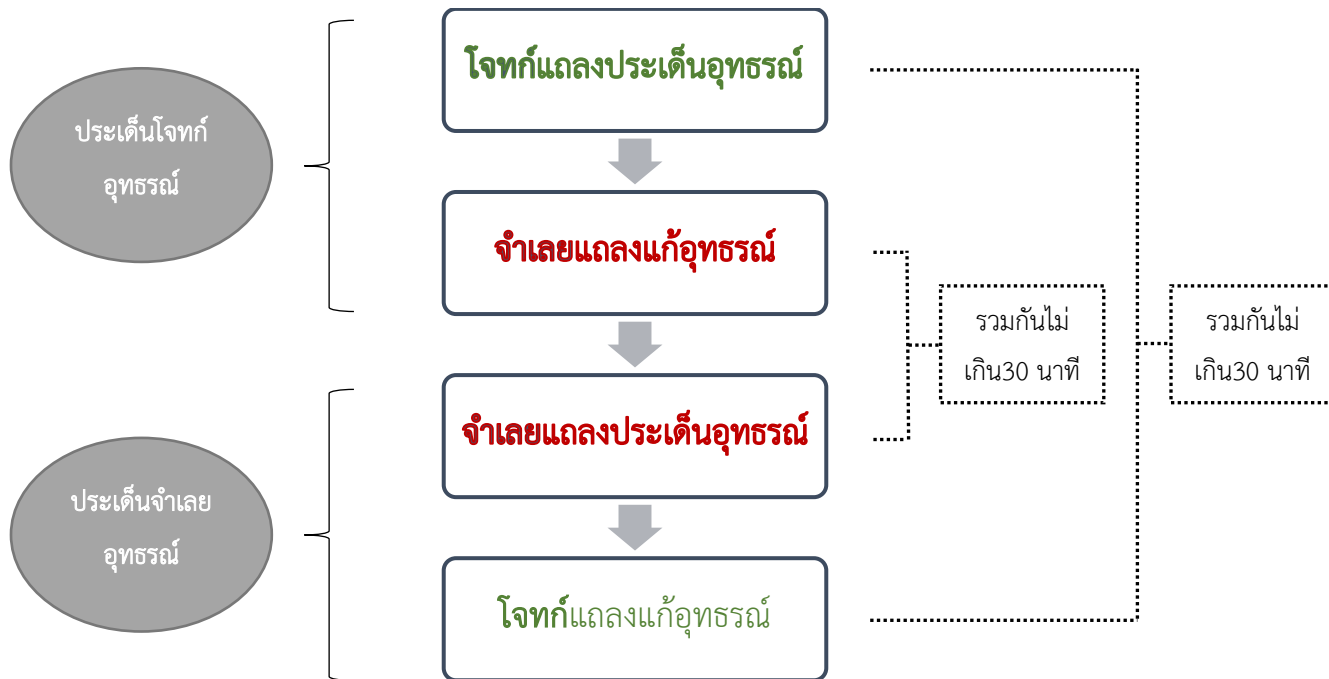 โจทก์แถลงประเด็นอุทธรณ์
ประเด็นโจทก์
อุทธรณ์
จำเลยแถลงแก้อุทธรณ์
รวมกันไม่
เกิน30 นาที
รวมกันไม่
เกิน30 นาที
จำเลยแถลงประเด็นอุทธรณ์
ประเด็นจำเลย
อุทธรณ์
โจทก์แถลงแก้อุทธรณ์